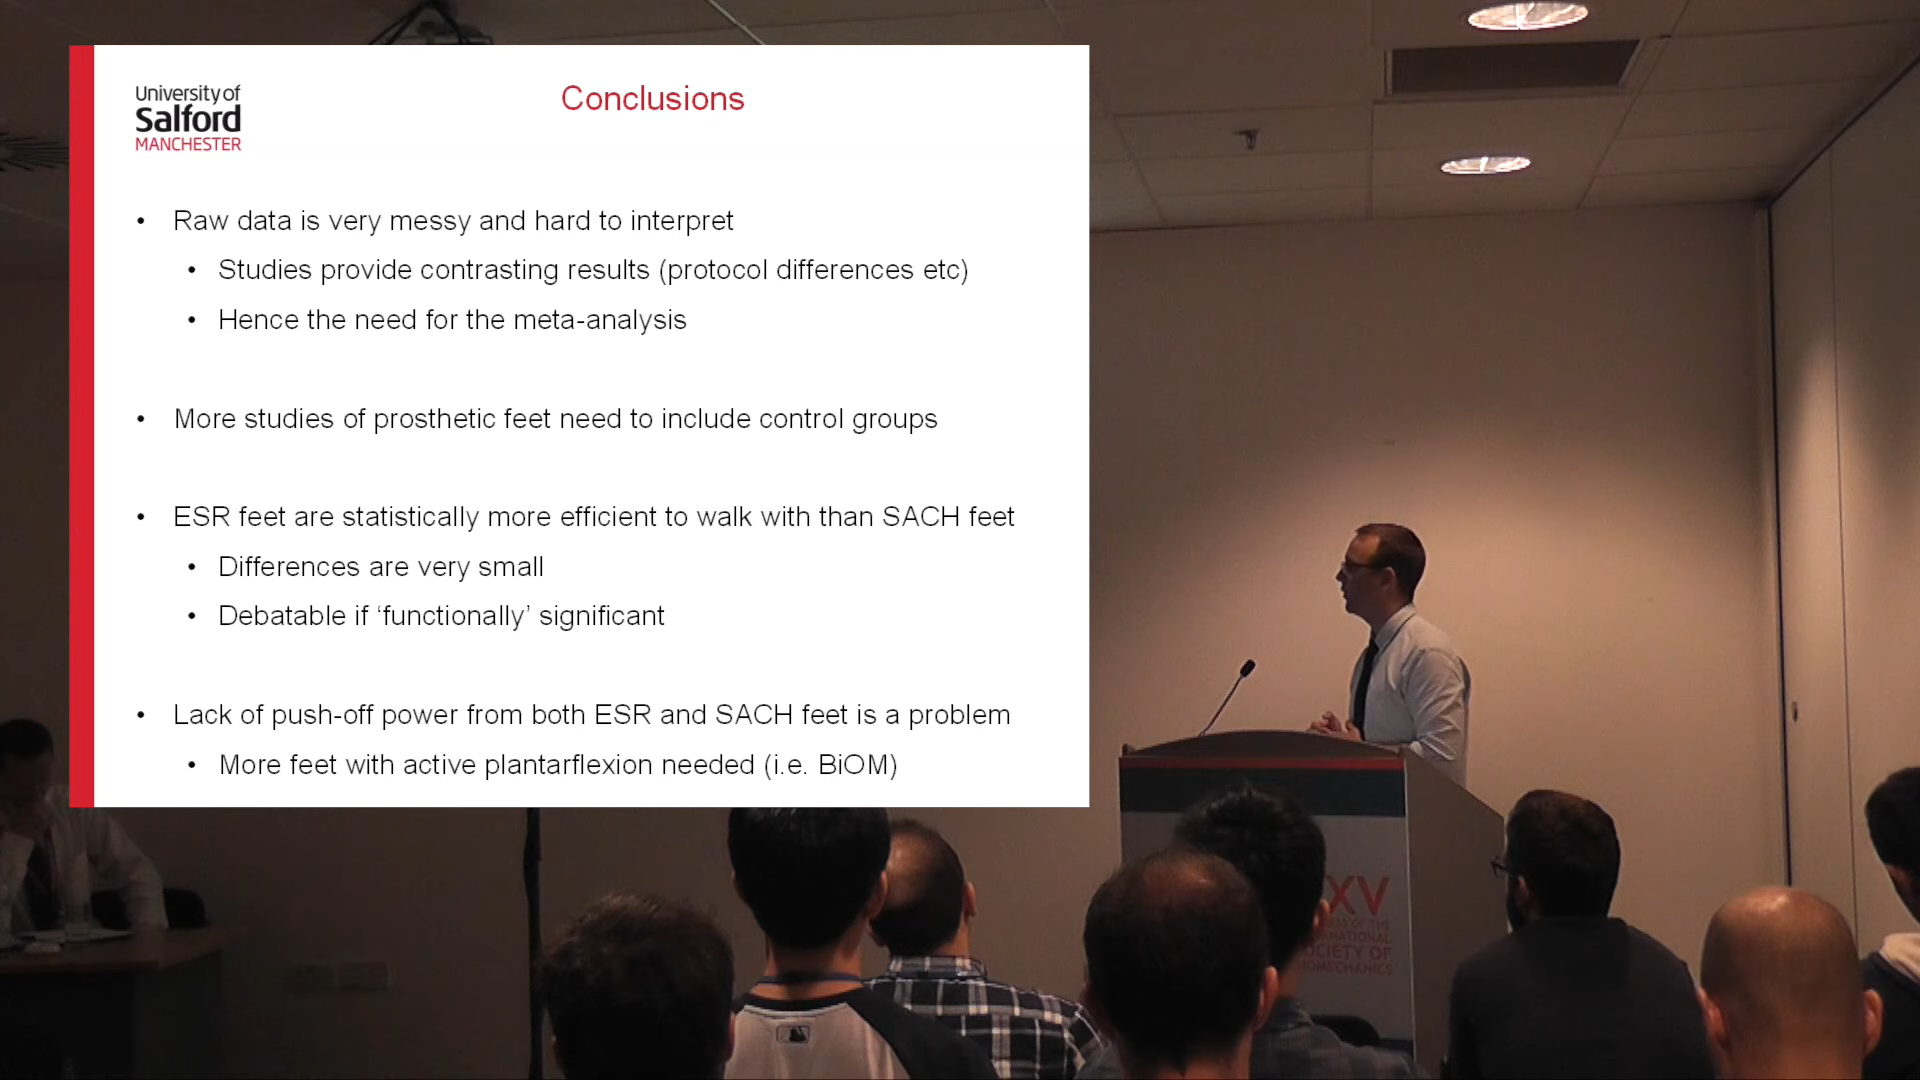 University of
Salford
MANCHESTER
Conclusions
• Raw data is very messy and hard to interpret
• Studies provide contrasting results (protocol differences etc)
• Hence the need for the meta-analysis
• More studies of prosthetic feet need to include control groups
• ESR feet are statistically more efficient to walk with than SACH feet
• Differences are very small
• Debatable if ‘functionally’ significant
• Lack of push-off power from both ESR and SACH feet is a problem
• More feet with active plantarflexion needed (i.e. BiOM)
XV
OF THE